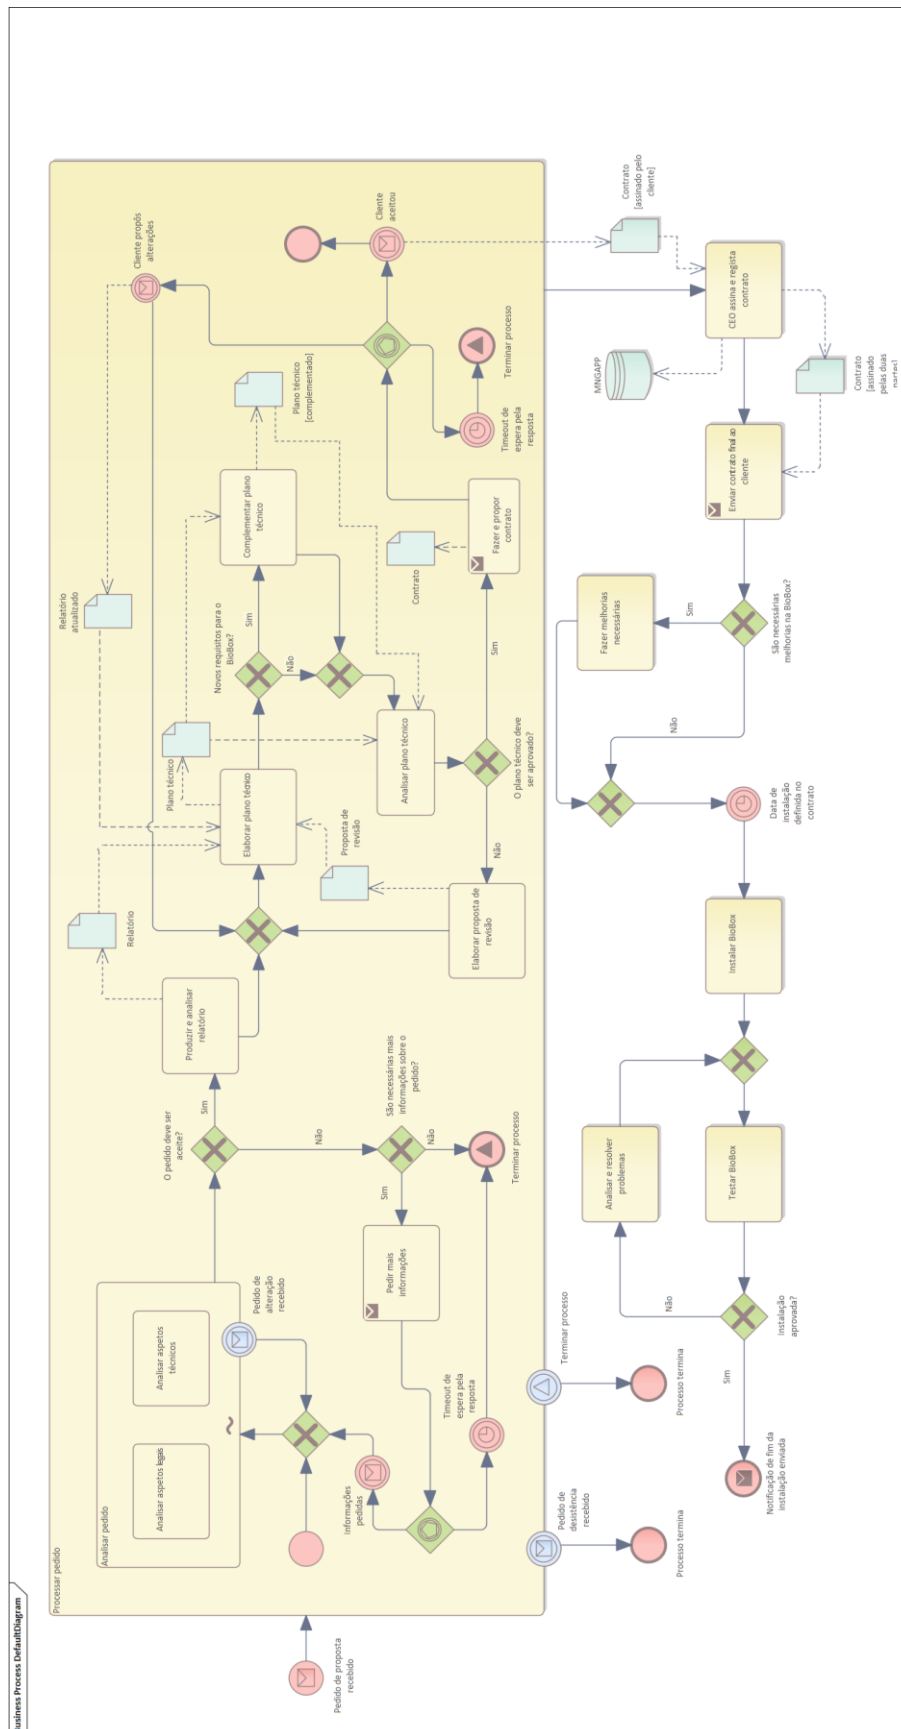 Business Process DefaultDiagram
Pedido de proposta
recebido
Processar pedido
Analisar pedido
Analisar aspetos legais
Analisar aspetos
técnicos
Pedido de
alteração
recebido
Informações
pedidas
Timeout de
espera pela
resposta
Pedir mais
informações
O pedido deve ser
aceite?
Sim
Não
São necessárias mais
informações sobre o
pedido?
Sim
Não
Terminar processo
Produzir e analisar
relatório
Relatório
Elaborar plano técnico
Plano técnico
Relatório
atualizado
Cliente propôs
alterações
Proposta de
revisão
Elaborar proposta de
revisão
Novos requisitos para o
BioBox?
Sim
Não
Complementar plano
técnico
Plano técnico
[complementado]
Analisar plano técnico
O plano técnico deve
ser aprovado?
Não
Sim
Fazer e propor
contrato
Contrato
Timeout de
espera pela
resposta
Terminar processo
Cliente
aceitou
Pedido de
desistência
recebido
Processo termina
Terminar processo
Processo termina
Contrato
[assinado pelo
cliente]
CEO assina e regista
contrato
MNGAPP
Contrato
[assinado
pelas duas
partes]
Enviar contrato final ao
cliente
São necessárias
melhorias na BioBox?
Sim
Não
Fazer melhorias
necessárias
Data de
instalação
definida no
contrato
Instalar BioBox
Testar BioBox
Analisar e resolver
problemas
Instalação
aprovada?
Não
Sim
Notificação de fim da
instalação enviada